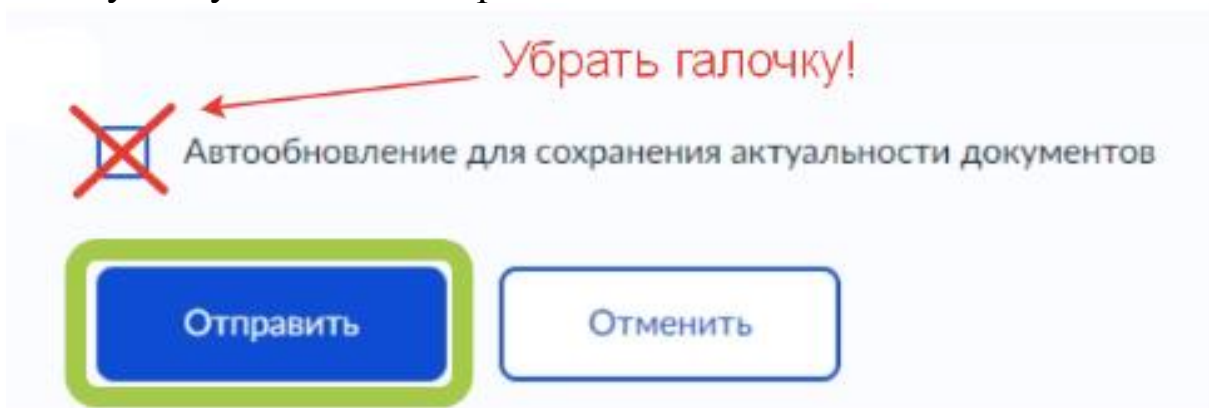 Убрать галочку!
Автообновление для сохранения актуальности документов
Отправить
Отменить